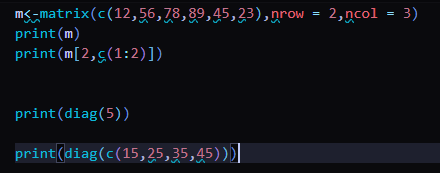 m<-matrix(c(12,56,78,89,45,23),nrow = 2,ncol = 3)
print(m)
print(m[2,c(1:2)])
print(diag(5))
print(diag(c(15,25,35,45)))